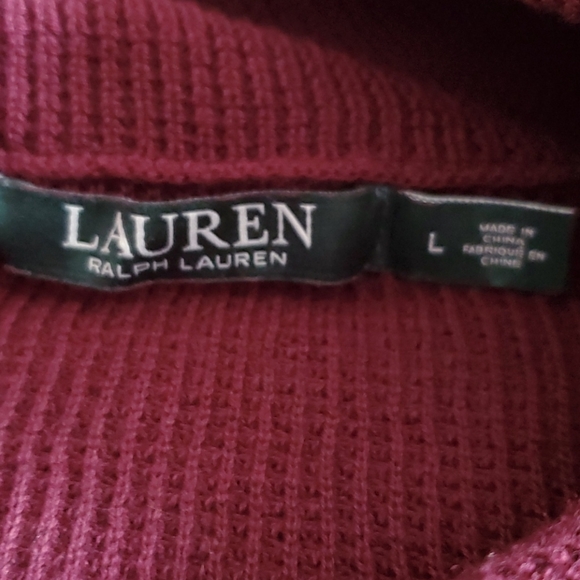 LAUREN
RALPH LAUREN
L
MADE IN
CHINA
FABRIQUÉ EN
CHINE